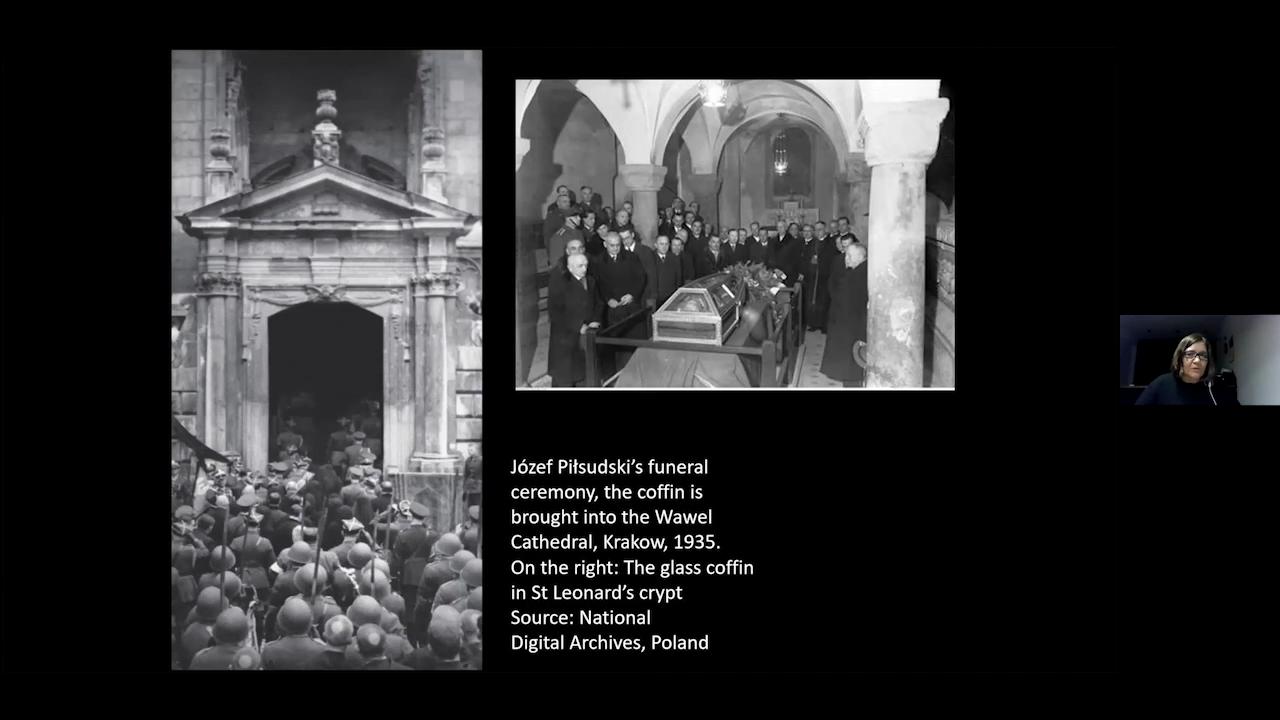 Józef Piłsudski’s funeral
ceremony, the coffin is
brought into the Wawel
Cathedral, Krakow, 1935.
On the right: The glass coffin
in St Leonard’s crypt
Source: National
Digital Archives, Poland